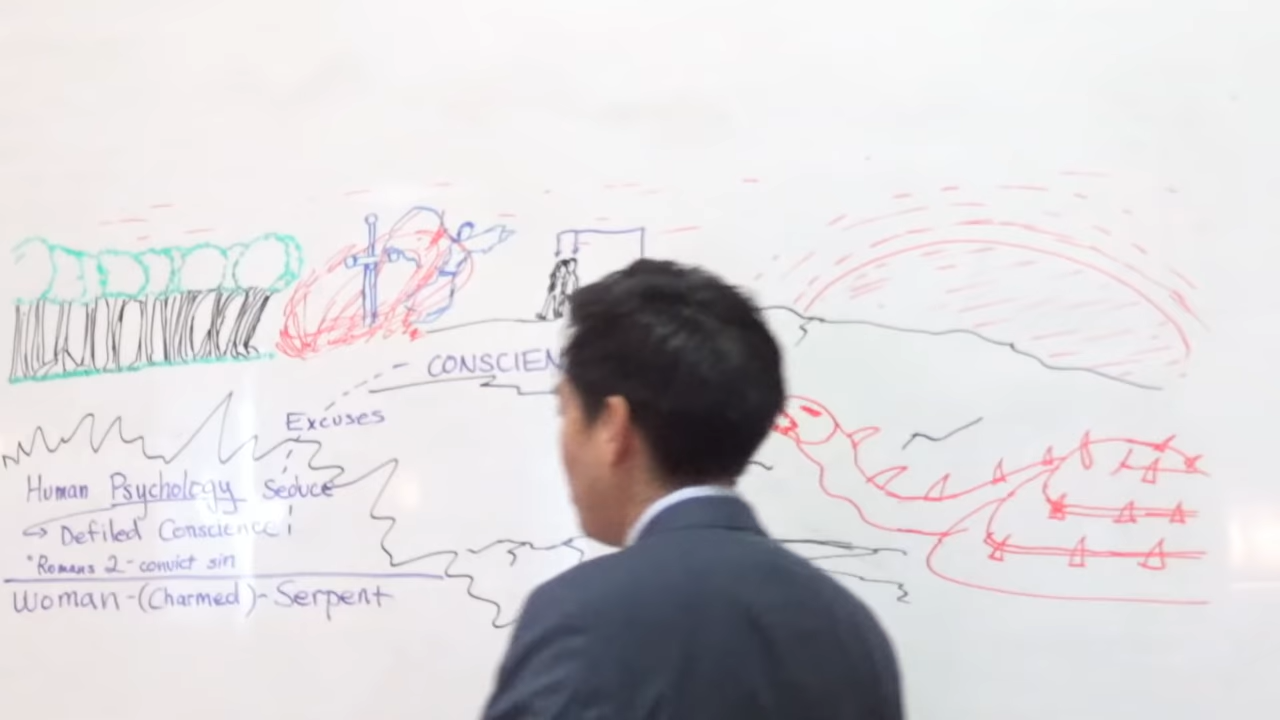 CONSCIEN
Excuses
Human Psychology Seduce
Defiled Conscience
*Romans 2 - convict sin
Woman-(Charmed)-Serpent